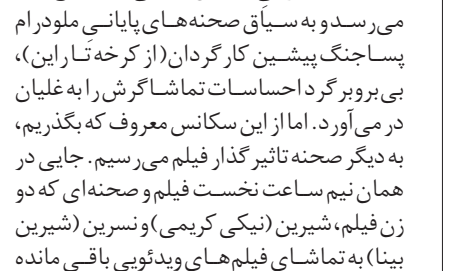 می‌رسد و به سیاق صحنه‌های پایانیِ ملودرام
پساجنگ پیشین کارگردان (از کرخه تا راین)،
بی‌بروبرگرد احساسات تماشاگرش را به غلیان
در می‌آورد. اما از این سکانس معروف که بگذریم،
به دیگر صحنه تاثیرگذار فیلم می‌رسیم. جایی در
همان نیم ساعت نخست فیلم و صحنه‌ای که دو
زن فیلم، شیرین (نیکی کریمی) و نسرین (شیرین
بینا) به تماشای فیلم‌های ویدئویی باقی مانده